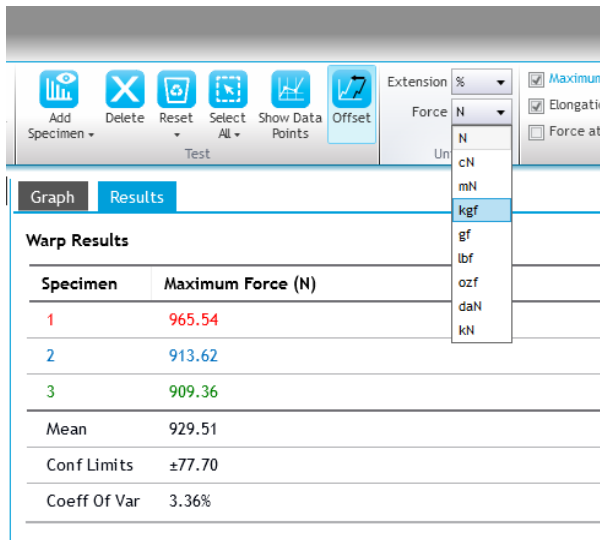 Extension %
Force N
Add Specimen
Delete
Reset
Select All
Show Data Points
Offset
Test
Un
Maximum
Elongati
Force at
N
cN
mN
kgf
gf
lbf
ozf
daN
kN
Graph Results
Warp Results
Specimen Maximum Force (N)
1 965.54
2 913.62
3 909.36
Mean 929.51
Conf Limits ±77.70
Coeff Of Var 3.36%